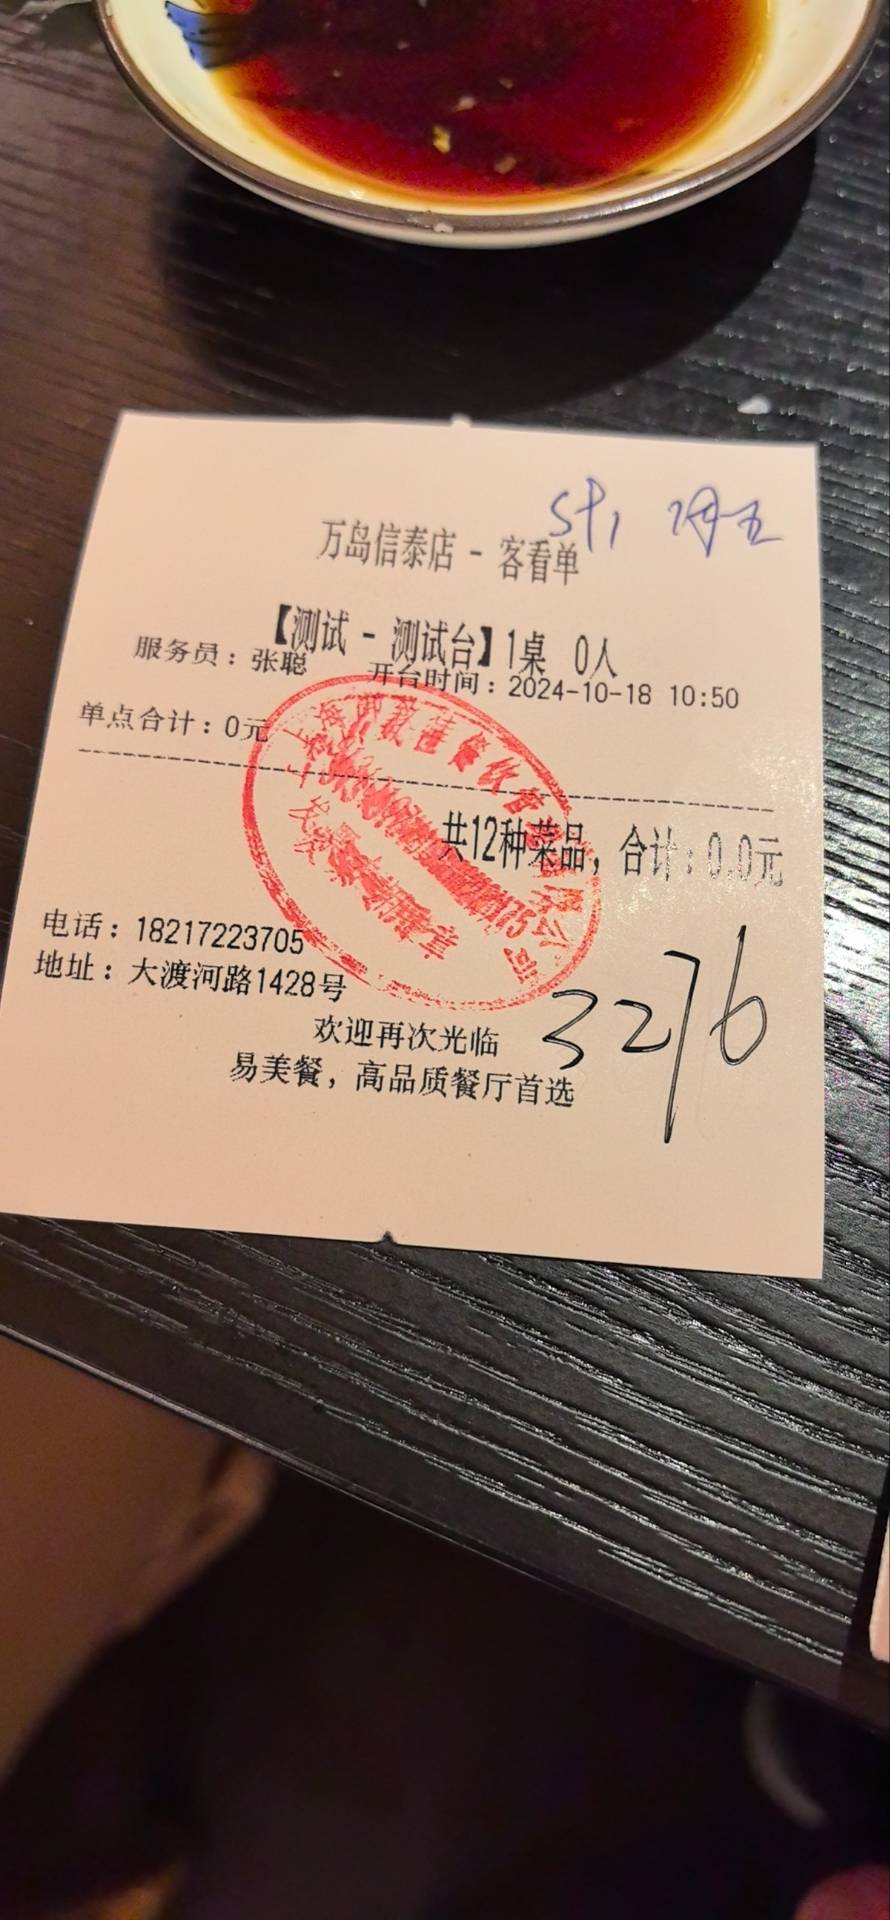 万岛信泰店 - 客看单
【测试 - 测试台】1桌 0人
服务员：张聪 开台时间：2024-10-18 10:50
单点合计：0元
共12种菜品，合计：0.0元
电话：18217223705
地址：大渡河路1428号
3276
欢迎再次光临
易美餐，高品质餐厅首选